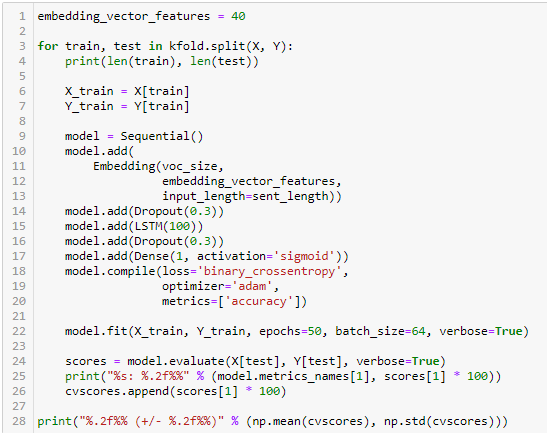 1 embedding_vector_features = 40
2
3 for train, test in kfold.split(X, Y):
4     print(len(train), len(test))
5
6     X_train = X[train]
7     Y_train = Y[train]
8
9     model = Sequential()
10     model.add(
11         Embedding(voc_size,
12                   embedding_vector_features,
13                   input_length=sent_length))
14     model.add(Dropout(0.3))
15     model.add(LSTM(100))
16     model.add(Dropout(0.3))
17     model.add(Dense(1, activation='sigmoid'))
18     model.compile(loss='binary_crossentropy',
19                   optimizer='adam',
20                   metrics=['accuracy'])
21
22     model.fit(X_train, Y_train, epochs=50, batch_size=64, verbose=True)
23
24     scores = model.evaluate(X[test], Y[test], verbose=True)
25     print("%s: %.2f%%" % (model.metrics_names[1], scores[1] * 100))
26     cvscores.append(scores[1] * 100)
27
28 print("%.2f%% (+/- %.2f%%)" % (np.mean(cvscores), np.std(cvscores)))